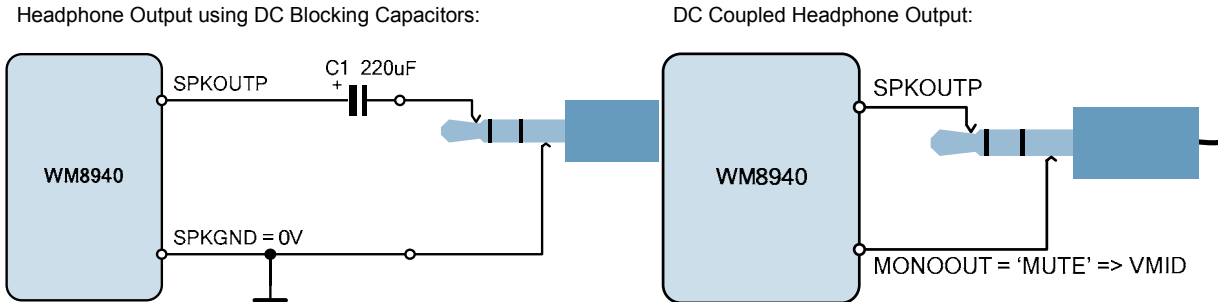 Headphone Output using DC Blocking Capacitors:
SPKOUTP
C1 220uF
+
WM8940
SPKGND = 0V
DC Coupled Headphone Output:
SPKOUTP
WM8940
MONOOUT = 'MUTE' => VMID